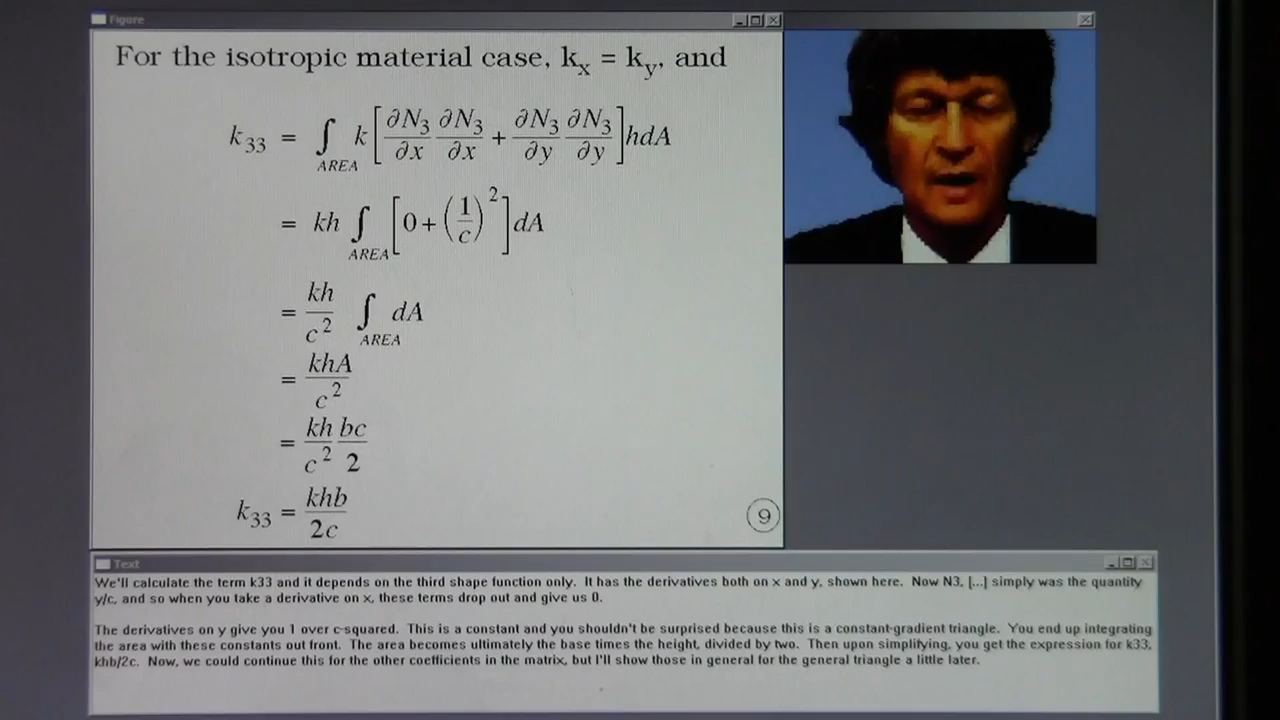 Figure
For the isotropic material case, kx = ky, and
k33 = ∫AREA k[∂N3/∂x ∂N3/∂x + ∂N3/∂y ∂N3/∂y]hdA
= kh ∫AREA [0 + (1/c)^2]dA
= kh/c^2 ∫AREA dA
= khA/c^2
= kh/c^2 bc/2
k33 = khb/2c
9
Text
We'll calculate the term k33 and it depends on the third shape function only. It has the derivatives both on x and y, shown here. Now N3, [...] simply was the quantity
y/c, and so when you take a derivative on x, these terms drop out and give us 0.
The derivatives on y give you 1 over c-squared. This is a constant and you shouldn't be surprised because this is a constant-gradient triangle. You end up integrating
the area with these constants out front. The area becomes ultimately the base times the height, divided by two. Then upon simplifying, you get the expression for k33,
khb/2c. Now, we could continue this for the other coefficients in the matrix, but I'll show those in general for the general triangle a little later.